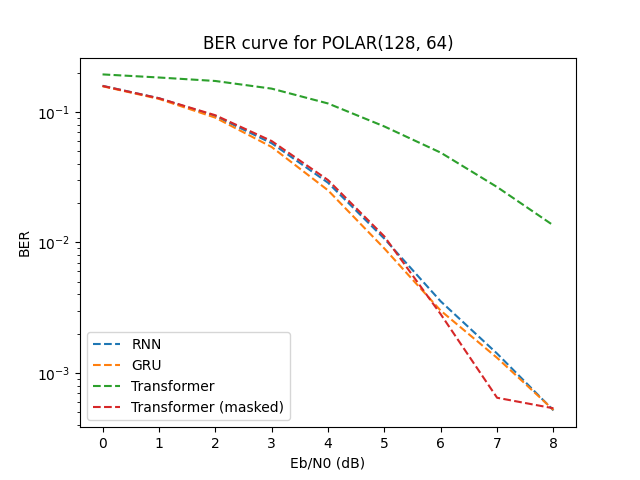 BER curve for POLAR(128, 64)
BER
10⁻¹
10⁻²
10⁻³
RNN
GRU
Transformer
Transformer (masked)
0 1 2 3 4 5 6 7 8
Eb/N0 (dB)